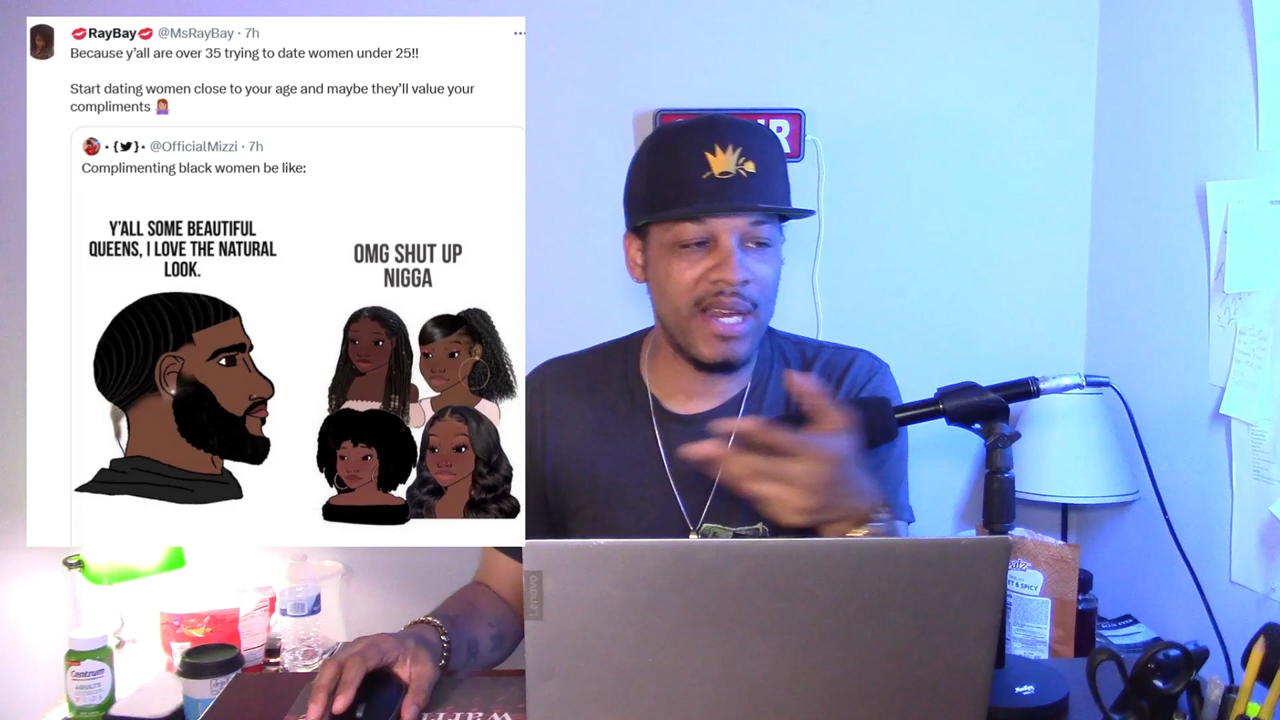 💋RayBay💋 @MsRayBay · 7h
Because y'all are over 35 trying to date women under 25!!
Start dating women close to your age and maybe they'll value your
compliments 🤷🏽‍♀️
• {🐦}• @OfficialMizzi · 7h
Complimenting black women be like:
Y'ALL SOME BEAUTIFUL
QUEENS, I LOVE THE NATURAL
LOOK.
OMG SHUT UP
NIGGA
Lenovo
Centrum
ADULTS
& SPICY